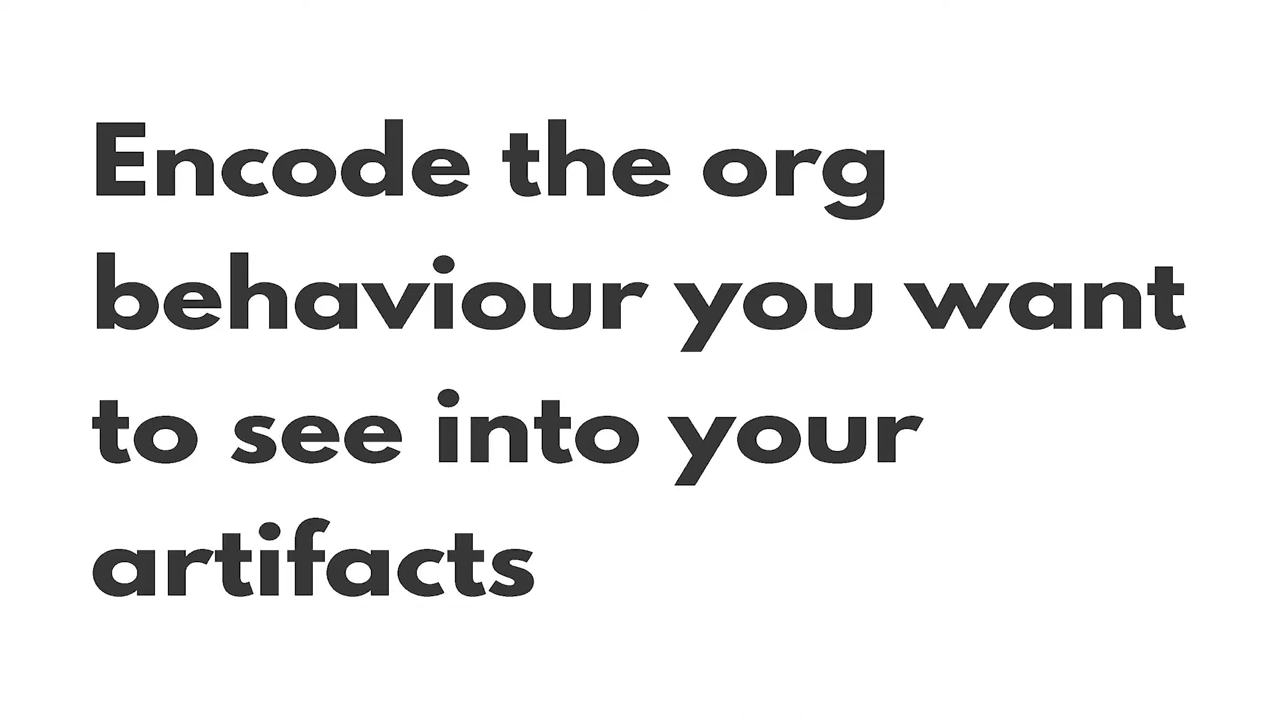 Encode the org
behaviour you want
to see into your
artifacts